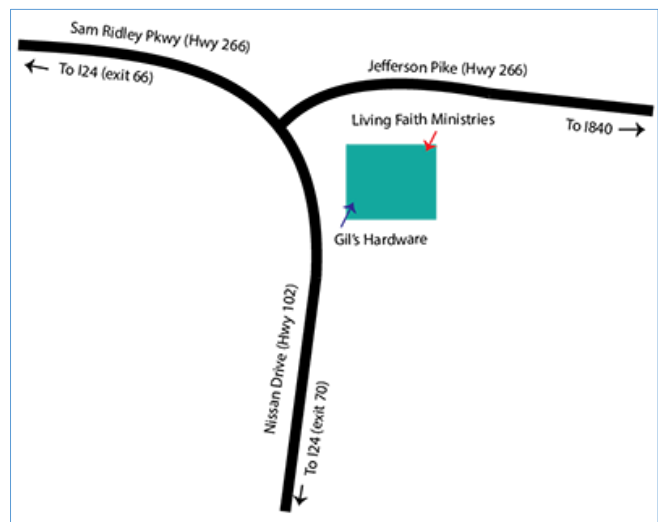 Sam Ridley Pkwy (Hwy 266)
To I24 (exit 66)
Jefferson Pike (Hwy 266)
Living Faith Ministries
To I840
Gil's Hardware
Nissan Drive (Hwy 102)
To I24 (exit 70)